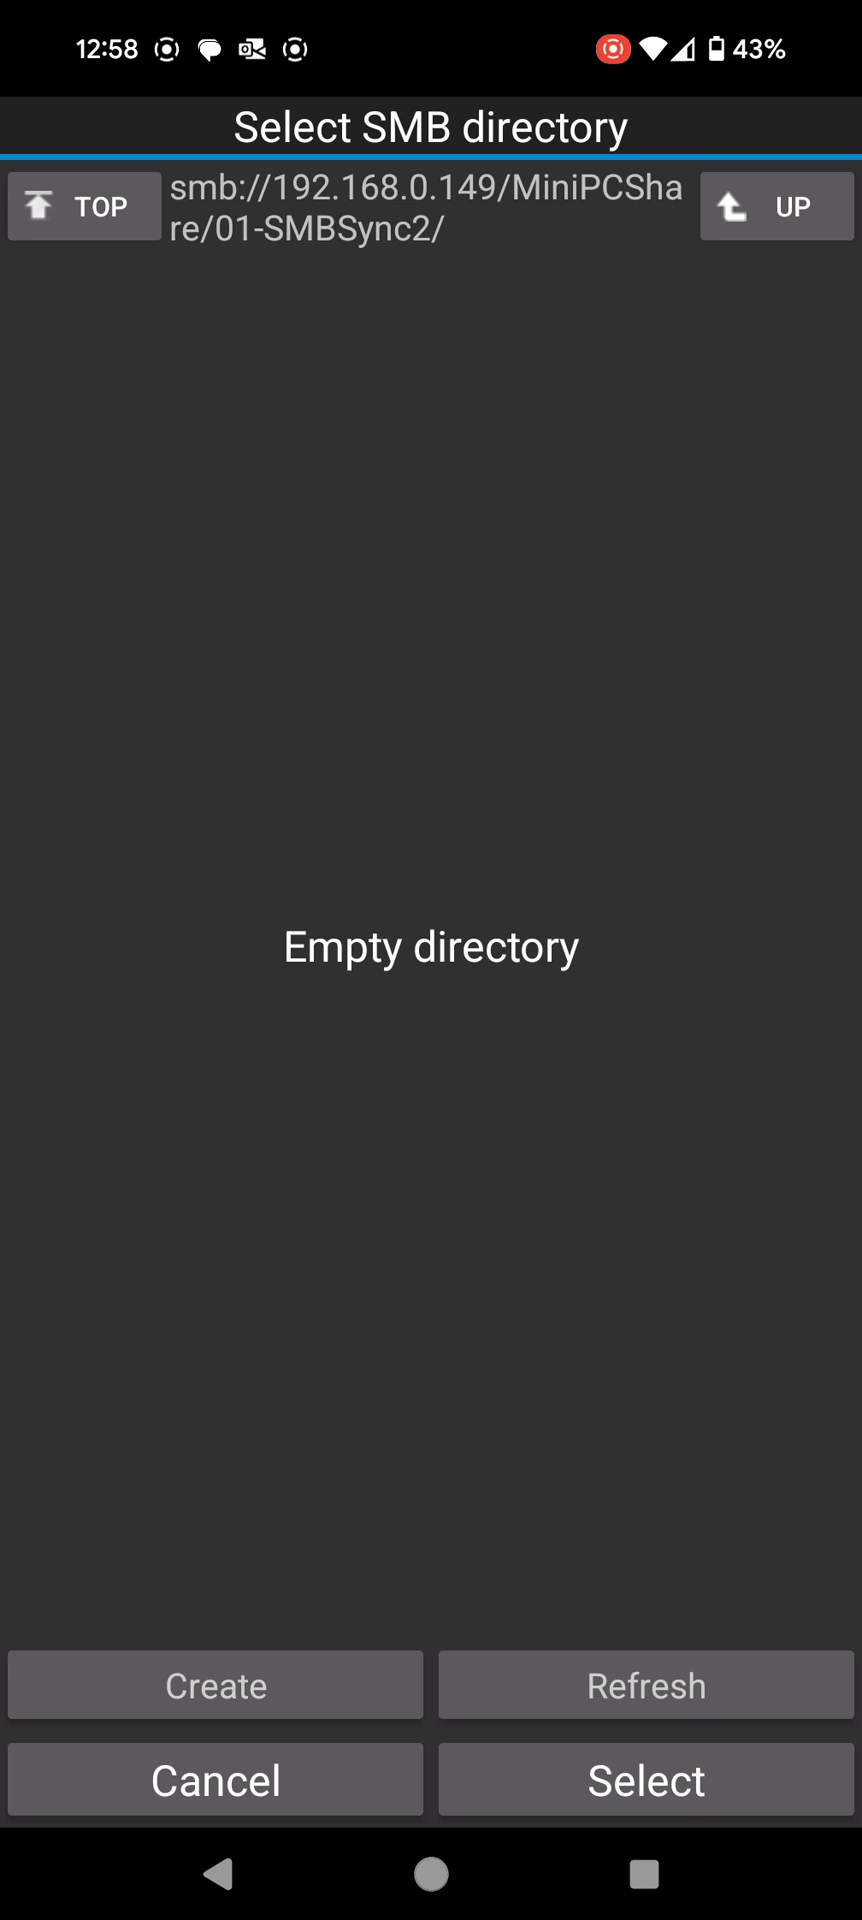 12:58
43%
Select SMB directory
TOP
smb://192.168.0.149/MiniPCSha
re/01-SMBSync2/
UP
Empty directory
Create
Refresh
Cancel
Select